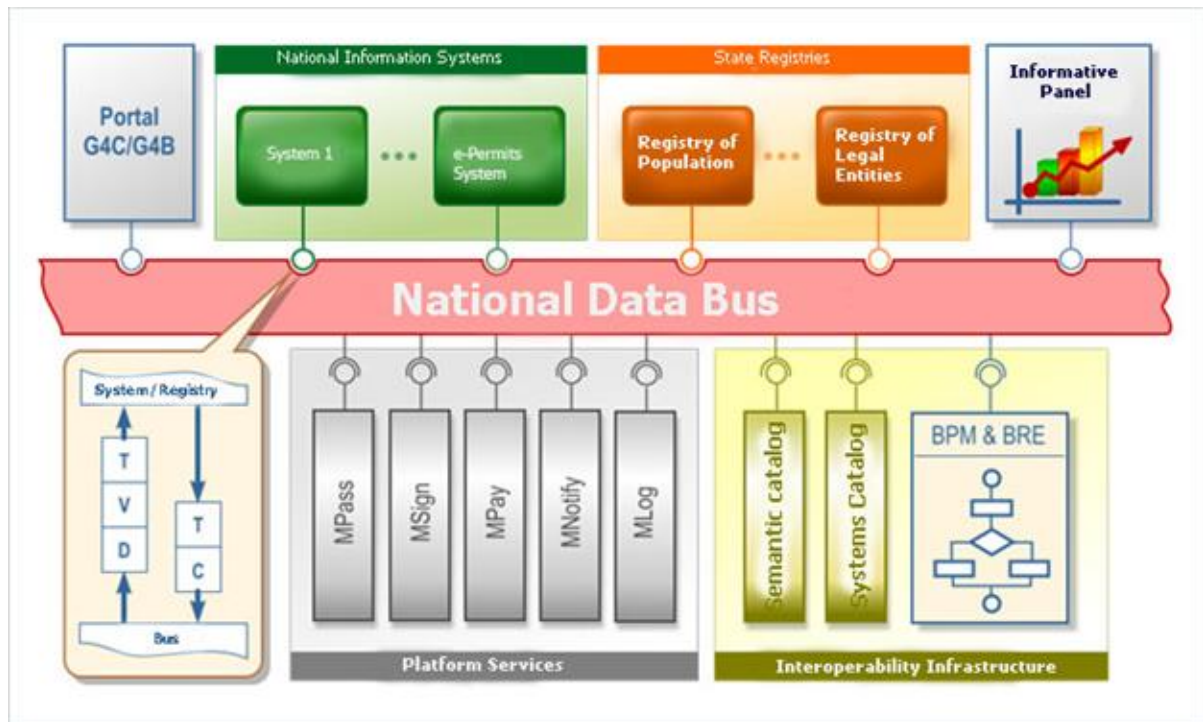 National Information Systems
State Registries
Portal
G4C/G4B
System 1
e-Permits
System
Registry of
Population
Registry of
Legal
Entities
Informative
Panel
National Data Bus
System / Registry
T
V
D
T
C
Bus
MPass
MSign
MPay
MNotify
MLog
Platform Services
Semantic catalog
Systems Catalog
BPM & BRE
Interoperability Infrastructure